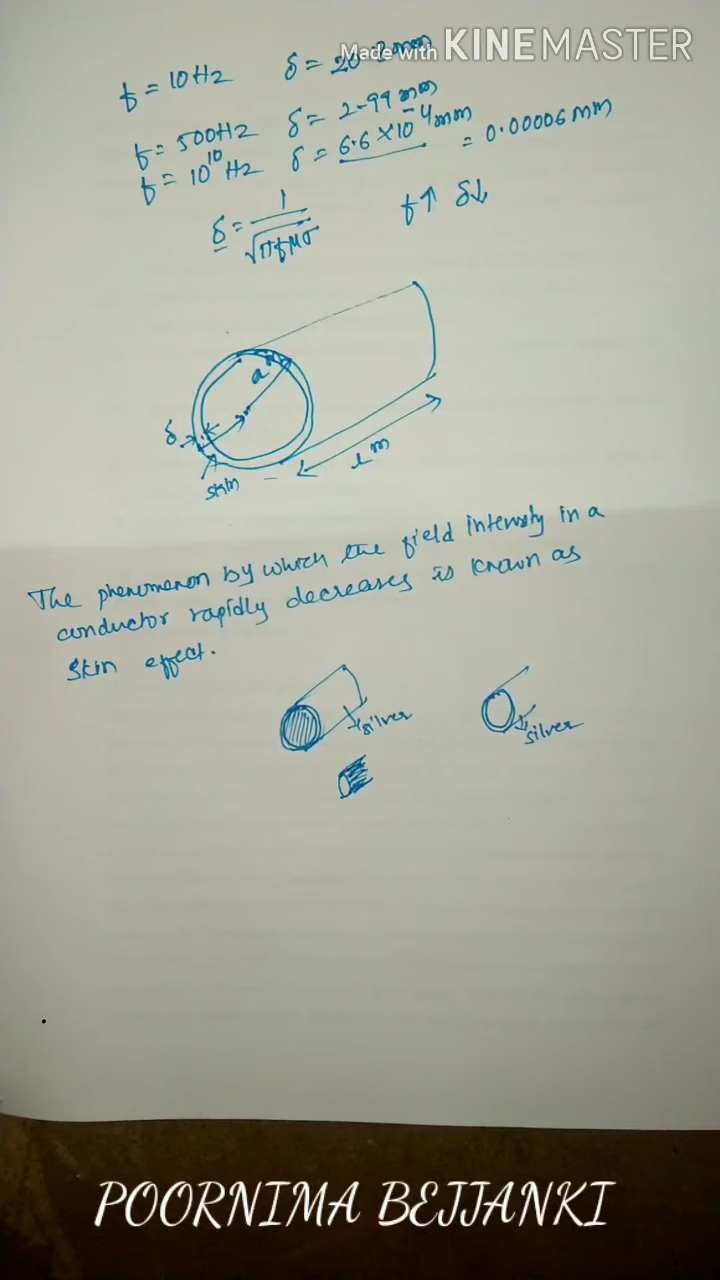 Made with KINEMASTER
f = 10Hz δ =
f = 500Hz δ = 2-99 mm
f = 10^10 Hz δ = 6.6 × 10^-4 mm = 0.00006 mm
δ = 1/√πfμσ f↑ δ↓
a
δ
skin
l^m
The phenomenon by which the field intensity in a
conductor rapidly decreases is known as
Skin effect.
silver
silver
POORNIMA BEJJANKI